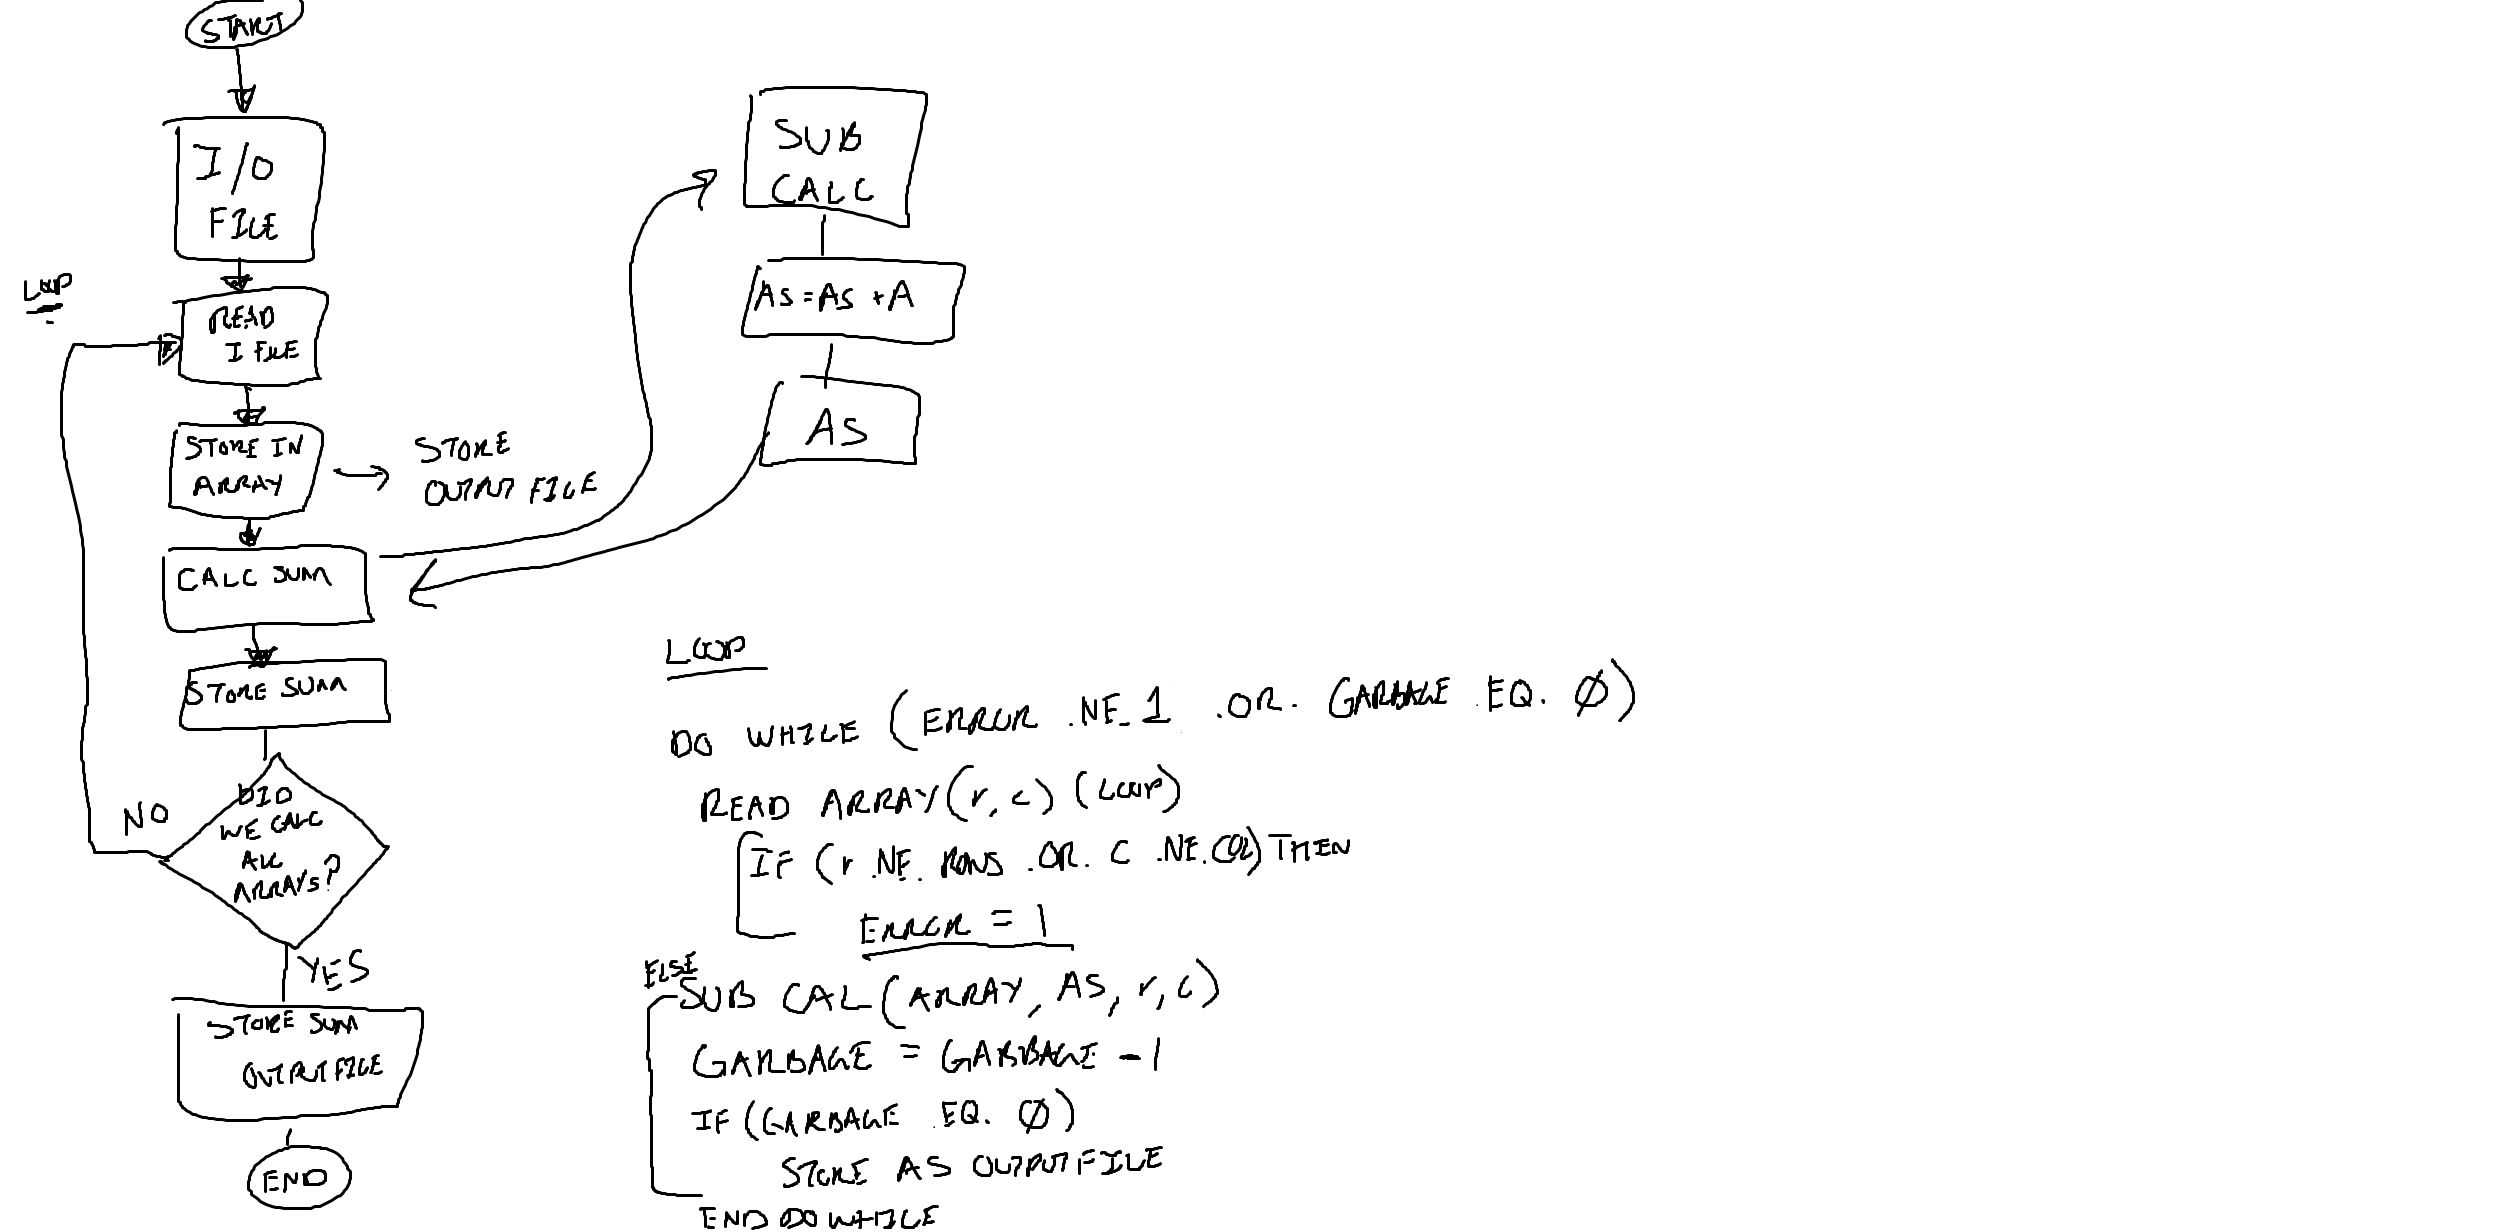 START
I/O
FILE
LOOP
READ
I FILE
STORE IN
ARRAY
STORE
OUTPUT FILE
CALC SUM
STORE SUM
NO
DID
WE CALC
ALL
ARRAYS?
YES
STORE SUM
OUTPUT FILE
END
SUB
CALC
AS = AS + A
AS
LOOP
DO WHILE (ERROR .NE. 1 .OR. GARBAGE .EQ. Ø)
READ ARRAY(r, c) (LOOP)
IF (r .NE. ROWS .OR. C .NE. COL) THEN
ERROR = 1
ELSE
SUB CAL(ARRAY, AS, r, c)
GARBAGE = GARBAGE - 1
IF (GARBAGE .EQ. Ø)
STORE AS OUTPUT FILE
END DO WHILE